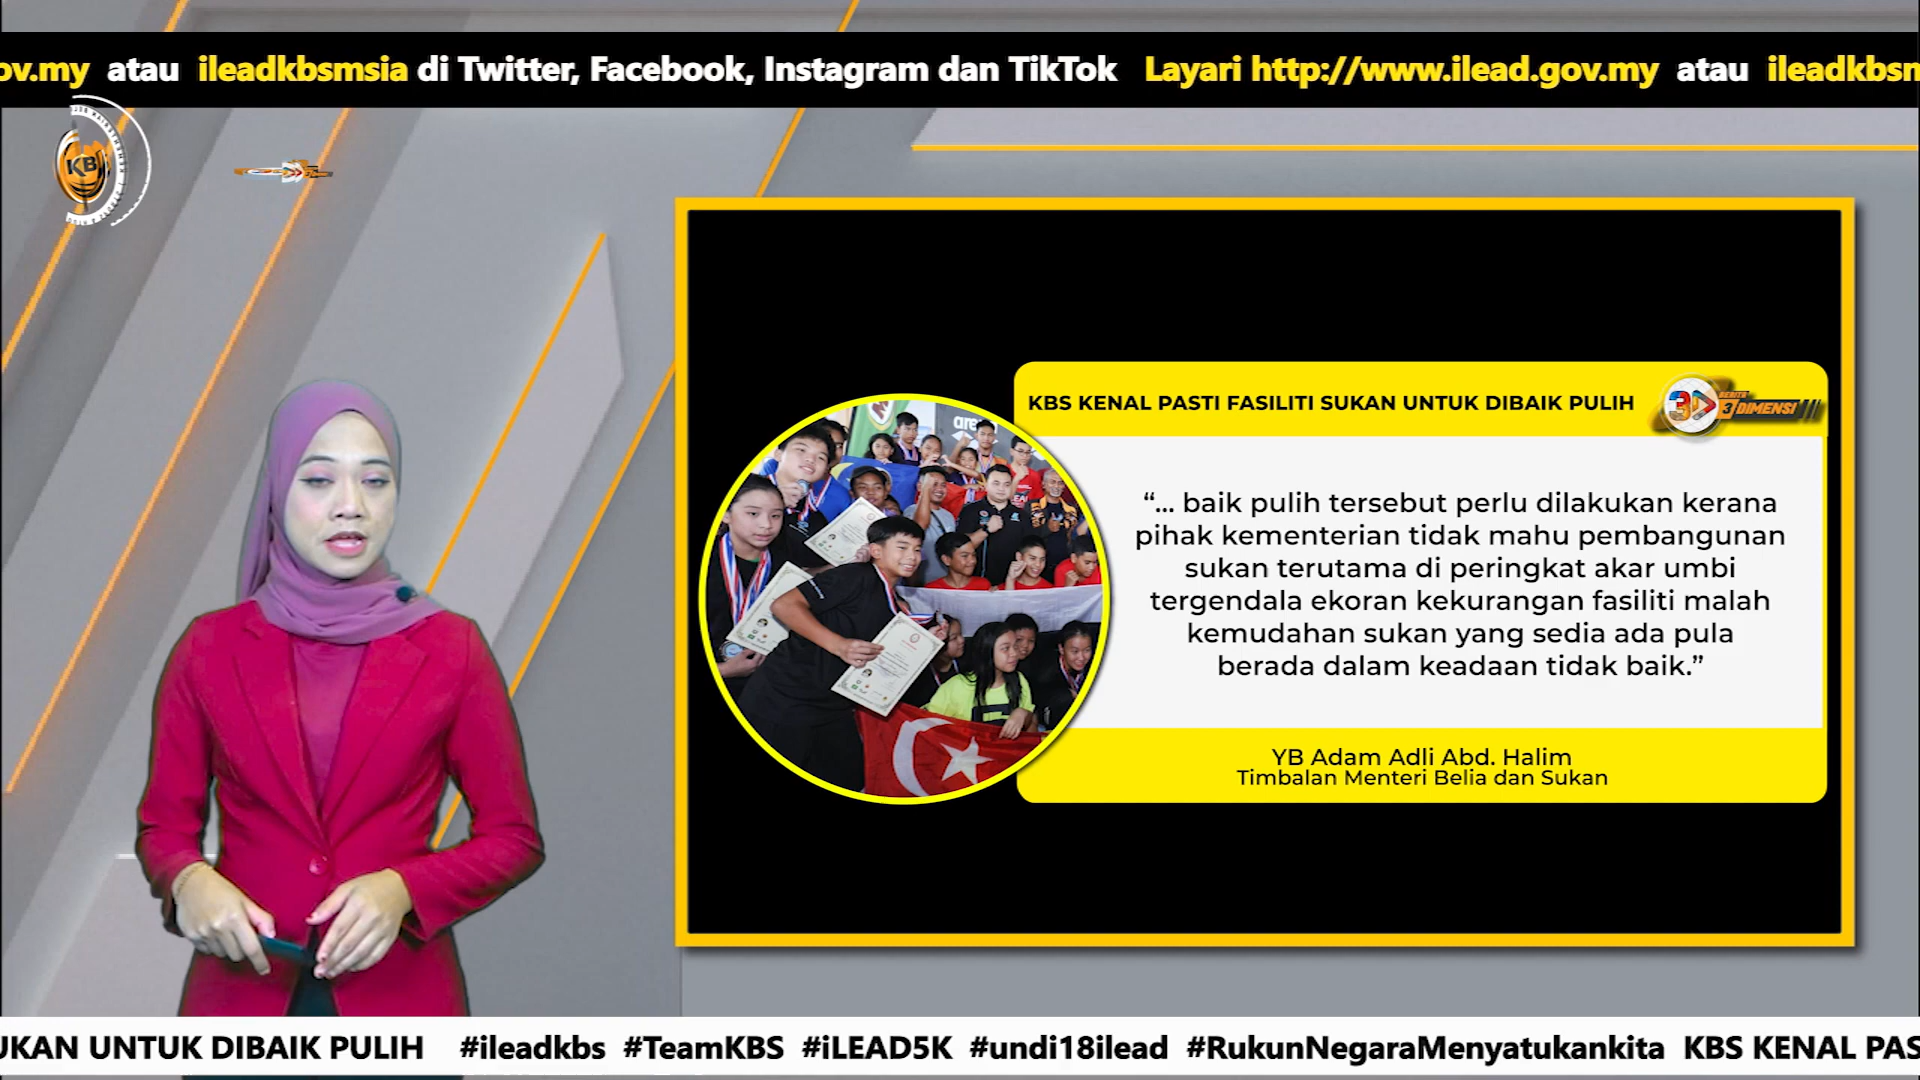 ov.my atau ileadkbsmsia di Twitter, Facebook, Instagram dan TikTok Layari http://www.ilead.gov.my atau ileadkbsm
KB
KBS KENAL PASTI FASILITI SUKAN UNTUK DIBAIK PULIH
3D BERITA
3 DIMENSI
arena
“... baik pulih tersebut perlu dilakukan kerana
pihak kementerian tidak mahu pembangunan
sukan terutama di peringkat akar umbi
tergendala ekoran kekurangan fasiliti malah
kemudahan sukan yang sedia ada pula
berada dalam keadaan tidak baik.”
YB Adam Adli Abd. Halim
Timbalan Menteri Belia dan Sukan
UKAN UNTUK DIBAIK PULIH #ileadkbs #TeamKBS #iLEAD5K #undi18ilead #RukunNegaraMenyatukankita KBS KENAL PAS